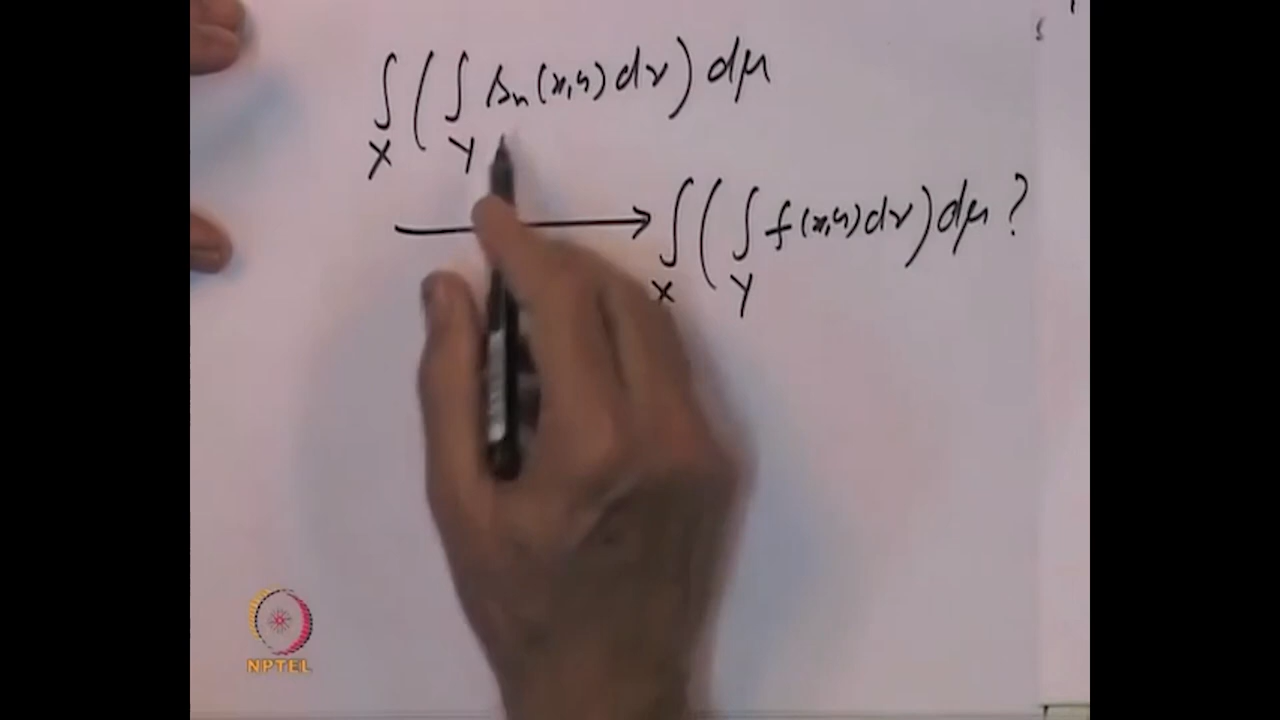 ∫_X ( ∫_Y s_n(x,y) dν ) dμ
⟶ ∫_X ( ∫_Y f(x,y) dν ) dμ ?
NPTEL